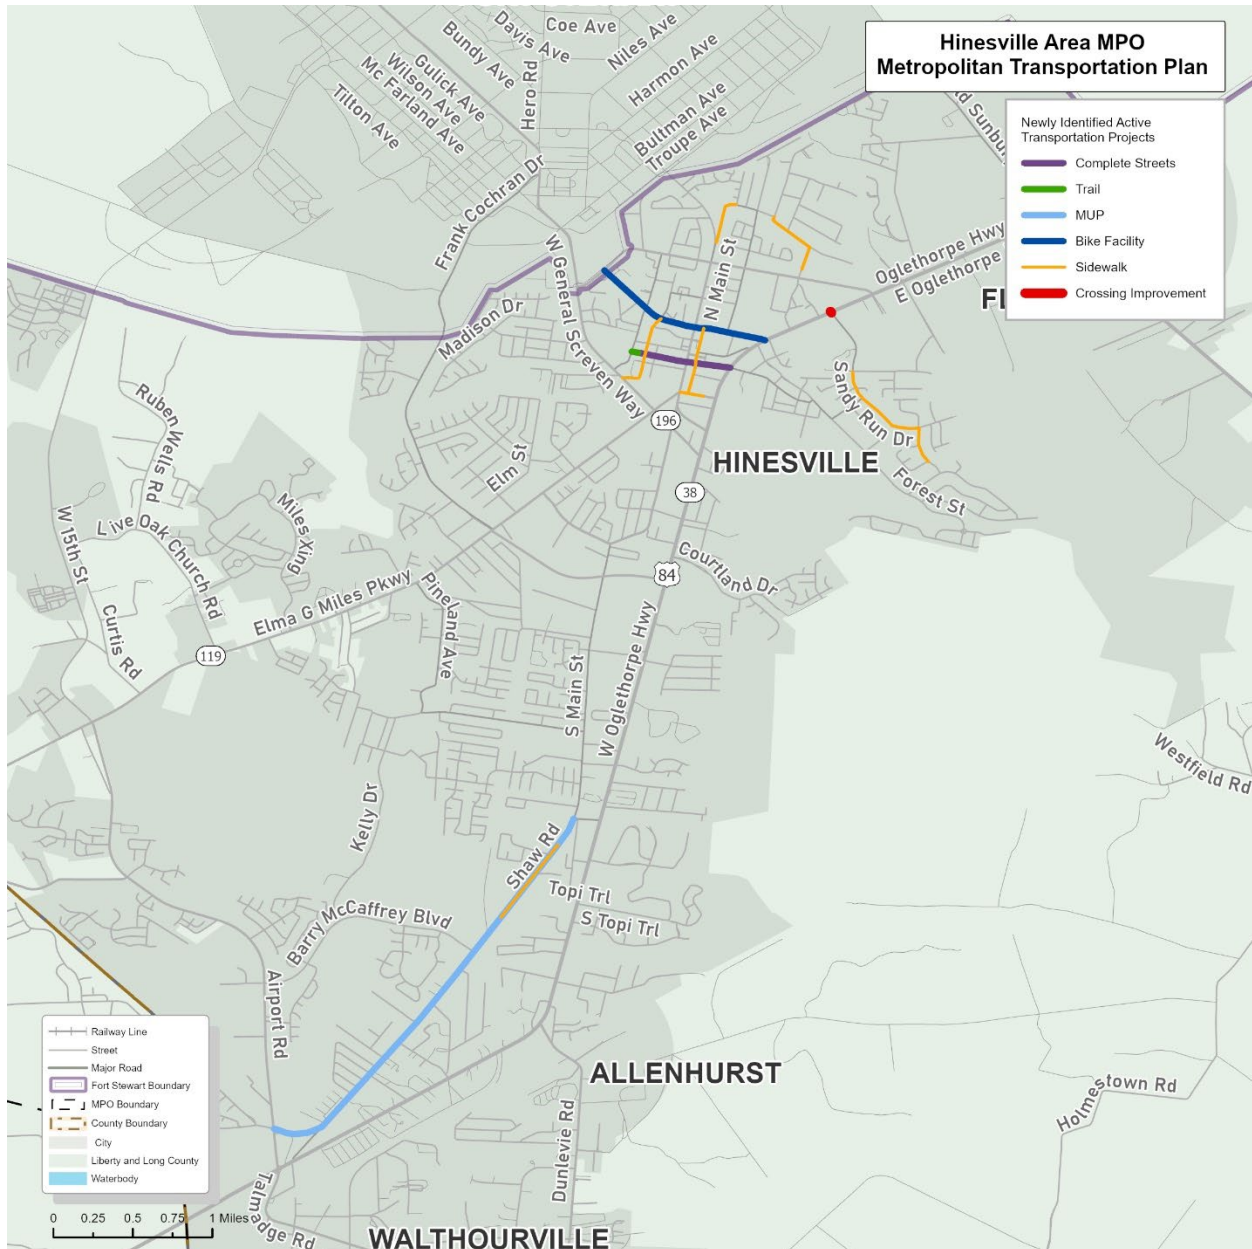 Hinesville Area MPO
Metropolitan Transportation Plan
Newly Identified Active
Transportation Projects
Complete Streets
Trail
MUP
Bike Facility
Sidewalk
Crossing Improvement
Coe Ave
Davis Ave
Niles Ave
Bundy Ave
Gulick Ave
Harmon Ave
Wilson Ave
Hero Rd
Mc Farland Ave
Tilton Ave
Bultman Ave
Troupe Ave
d Sunbu
Frank Cochran Dr
W General Screven Way
N Main St
Oglethorpe Hwy
E Oglethorpe
FL
Madison Dr
Sandy Run Dr
196
Ruben Wells Rd
Elm St
HINESVILLE
Forest St
38
Miles Xing
W 15th St
Live Oak Church Rd
Courtland Dr
84
Pineland Ave
Elma G Miles Pkwy
Curtis Rd
119
S Main St
W Oglethorpe Hwy
Westfield Rd
Kelly Dr
Shaw Rd
Topi Trl
S Topi Trl
Barry McCaffrey Blvd
Airport Rd
ALLENHURST
Holmestown Rd
Dunlevie Rd
Talmadge Rd
WALTHOURVILLE
Railway Line
Street
Major Road
Fort Stewart Boundary
MPO Boundary
County Boundary
City
Liberty and Long County
Waterbody
0 0.25 0.5 0.75 1 Miles